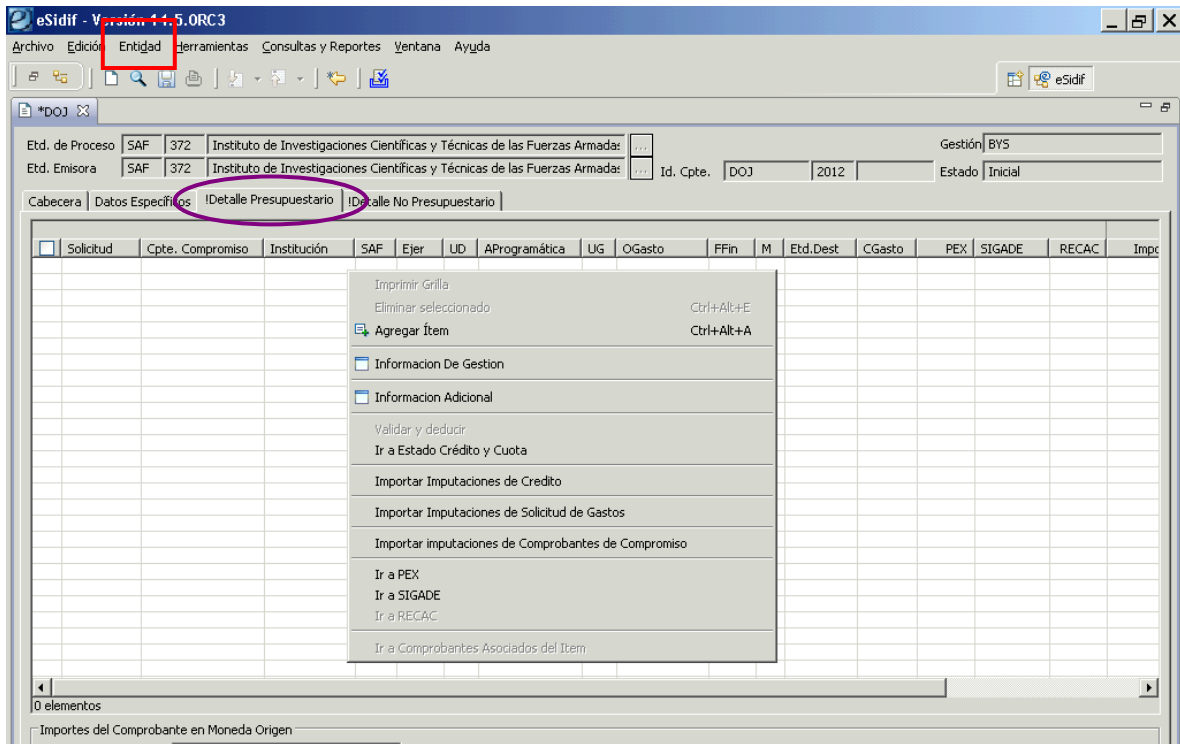 eSidif - Versión 14.5.0RC3
Archivo Edición Entidad Herramientas Consultas y Reportes Ventana Ayuda
eSidif
*DOJ
Etd. de Proceso SAF 372 Instituto de Investigaciones Científicas y Técnicas de las Fuerzas Armadas ... Gestión BYS
Etd. Emisora SAF 372 Instituto de Investigaciones Científicas y Técnicas de las Fuerzas Armadas ... Id. Cpte. DOJ 2012 Estado Inicial
Cabecera Datos Específicos !Detalle Presupuestario !Detalle No Presupuestario
Solicitud Cpte. Compromiso Institución SAF Ejer UD AProgramática UG OGasto FFin M Etd.Dest CGasto PEX SIGADE RECAC Impo
Imprimir Grilla
Eliminar seleccionado Ctrl+Alt+E
Agregar Ítem Ctrl+Alt+A
Informacion De Gestion
Informacion Adicional
Validar y deducir
Ir a Estado Crédito y Cuota
Importar Imputaciones de Credito
Importar Imputaciones de Solicitud de Gastos
Importar imputaciones de Comprobantes de Compromiso
Ir a PEX
Ir a SIGADE
Ir a RECAC
Ir a Comprobantes Asociados del Item
0 elementos
Importes del Comprobante en Moneda Origen